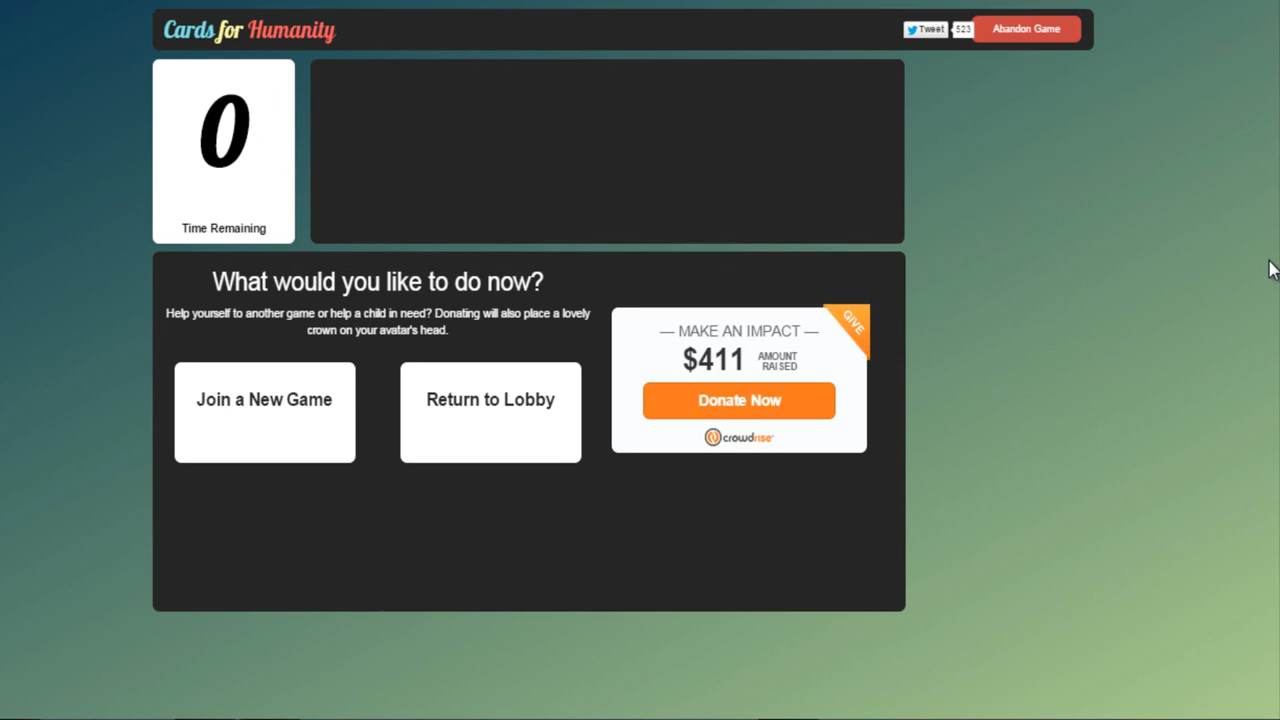 Cards for Humanity
Tweet
523
Abandon Game
0
Time Remaining
What would you like to do now?
Help yourself to another game or help a child in need? Donating will also place a lovely
crown on your avatar's head.
GIVE
— MAKE AN IMPACT —
$411 AMOUNT
RAISED
Join a New Game
Return to Lobby
Donate Now
crowdrise